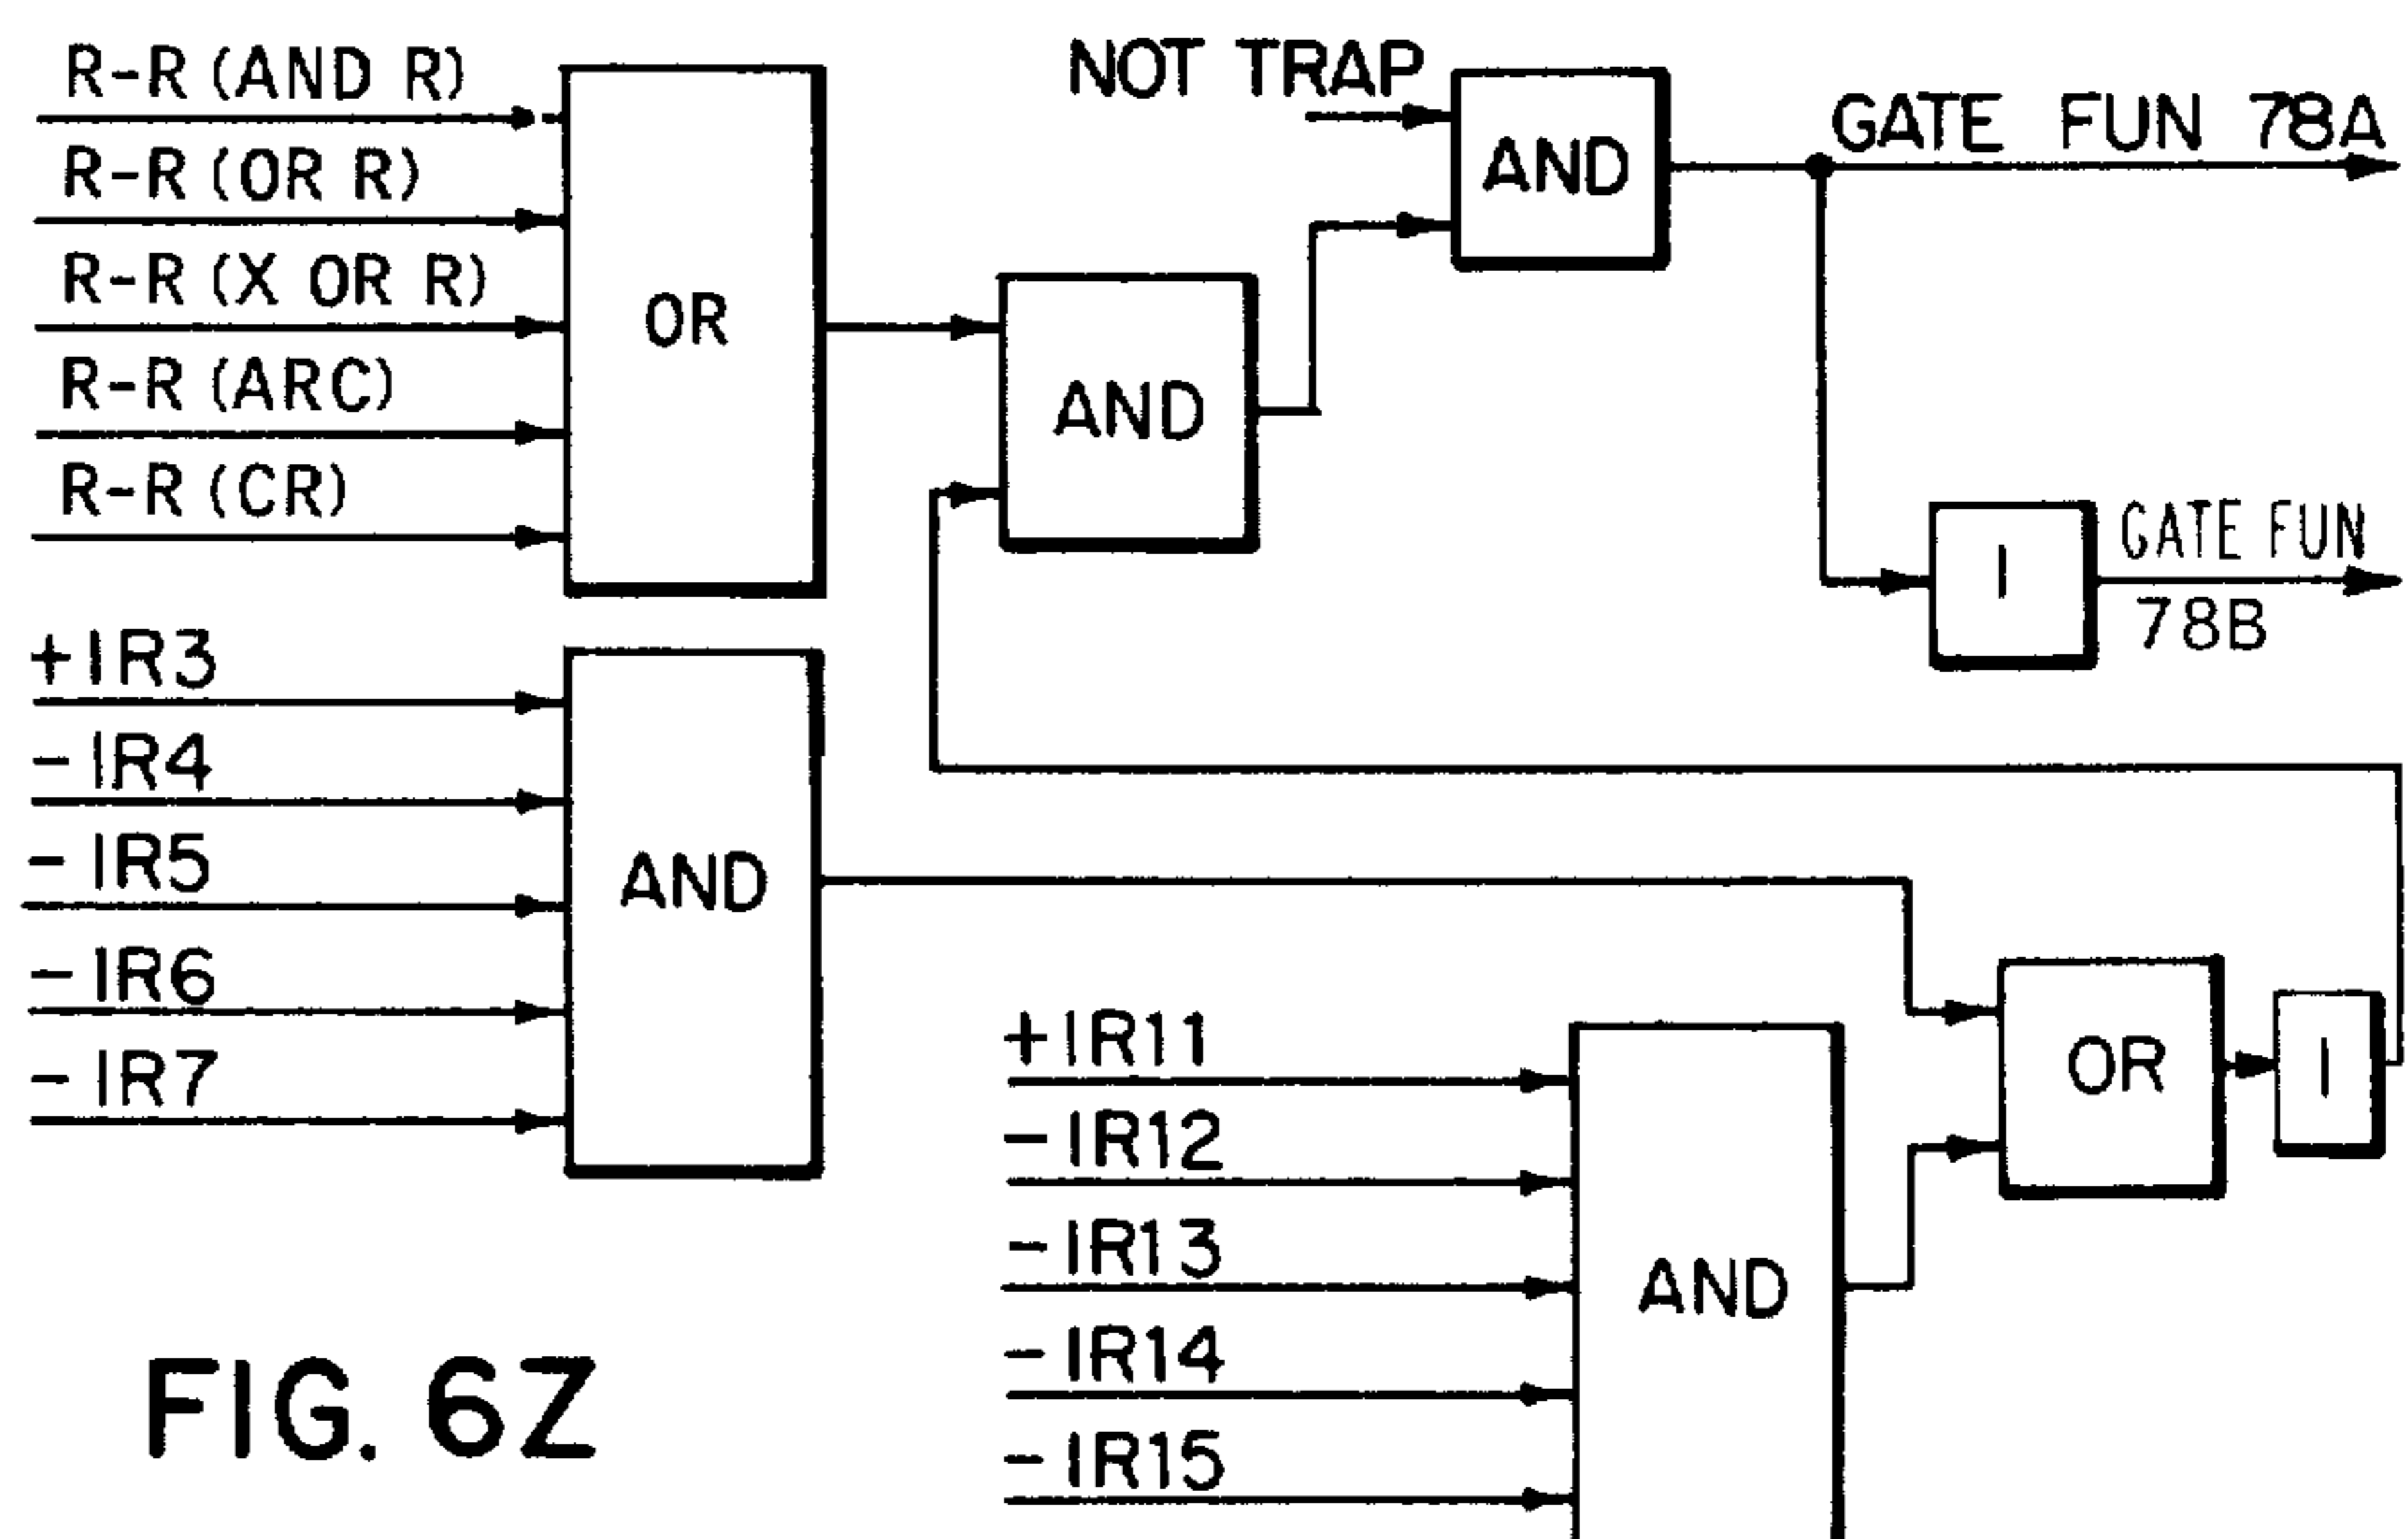 R-R (AND R)
R-R (OR R)
R-R (X OR R)
R-R (ARC)
R-R (CR)
OR
NOT TRAP
AND
GATE FUN 78A
AND
I
GATE FUN
78B
+IR3
-IR4
-IR5
-IR6
-IR7
AND
+IR11
-IR12
-IR13
-IR14
-IR15
AND
OR
I
FIG. 6Z